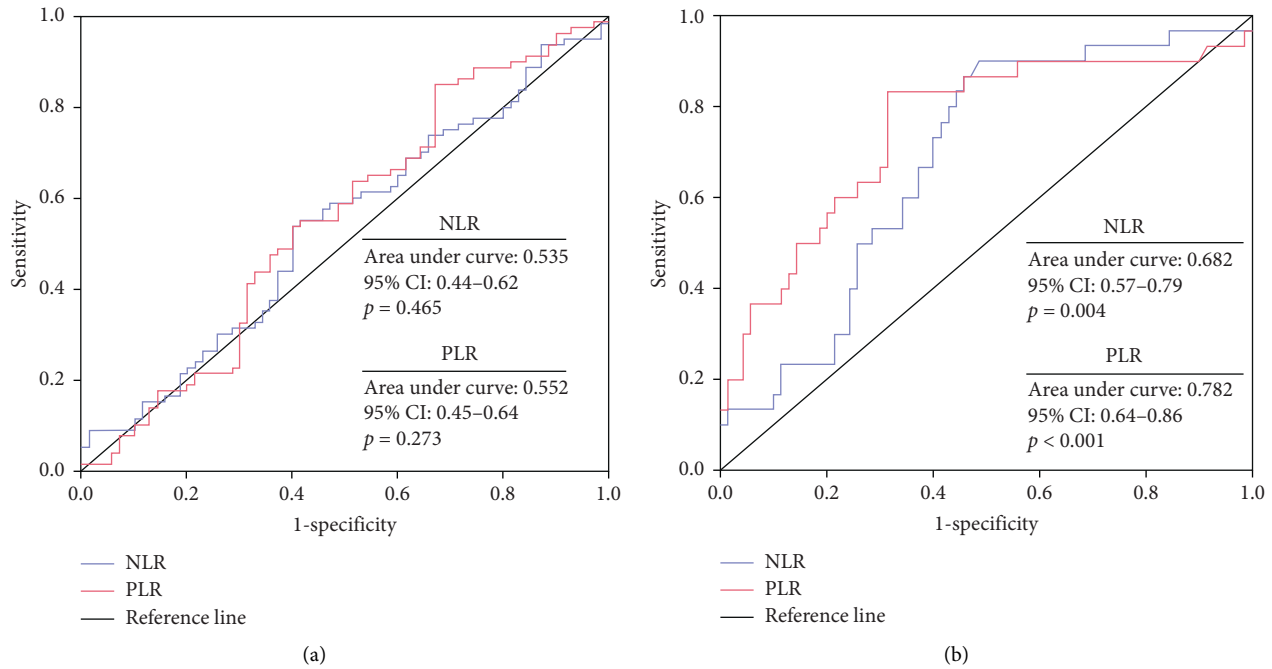 1.0
0.8
0.6
0.4
0.2
0.0
Sensitivity
0.0 0.2 0.4 0.6 0.8 1.0
1-specificity
NLR
Area under curve: 0.535
95% CI: 0.44–0.62
p = 0.465
PLR
Area under curve: 0.552
95% CI: 0.45–0.64
p = 0.273
NLR
PLR
Reference line
(a)
1.0
0.8
0.6
0.4
0.2
0.0
Sensitivity
0.0 0.2 0.4 0.6 0.8 1.0
1-specificity
NLR
Area under curve: 0.682
95% CI: 0.57–0.79
p = 0.004
PLR
Area under curve: 0.782
95% CI: 0.64–0.86
p < 0.001
NLR
PLR
Reference line
(b)